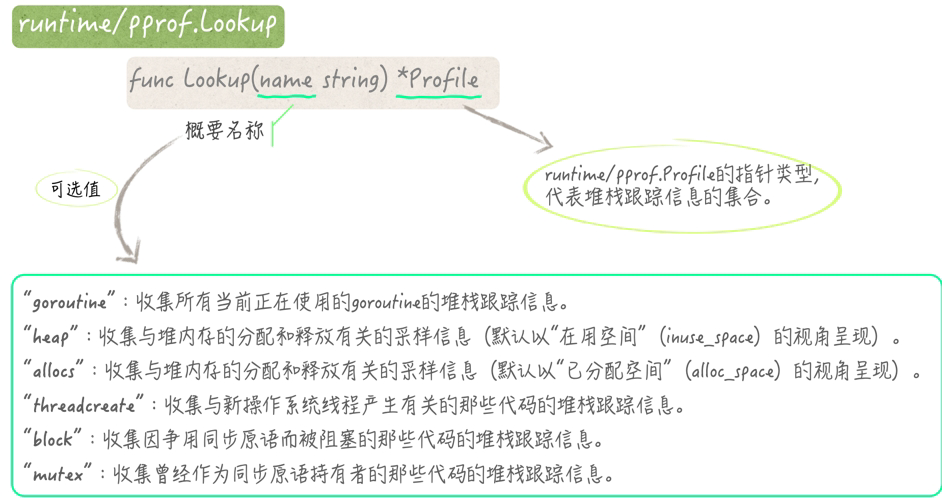 runtime/pprof.Lookup
func Lookup(name string) *Profile
概要名称
可选值
runtime/pprof.Profile的指针类型,
代表堆栈跟踪信息的集合。
“goroutine”：收集所有当前正在使用的goroutine的堆栈跟踪信息。
“heap”：收集与堆内存的分配和释放有关的采样信息（默认以“在用空间”（inuse_space）的视角呈现）。
“allocs”：收集与堆内存的分配和释放有关的采样信息（默认以“已分配空间”（alloc_space）的视角呈现）。
“threadcreate”：收集与新操作系统线程产生有关的那些代码的堆栈跟踪信息。
“block”：收集因争用同步原语而被阻塞的那些代码的堆栈跟踪信息。
“mutex”：收集曾经作为同步原语持有者的那些代码的堆栈跟踪信息。